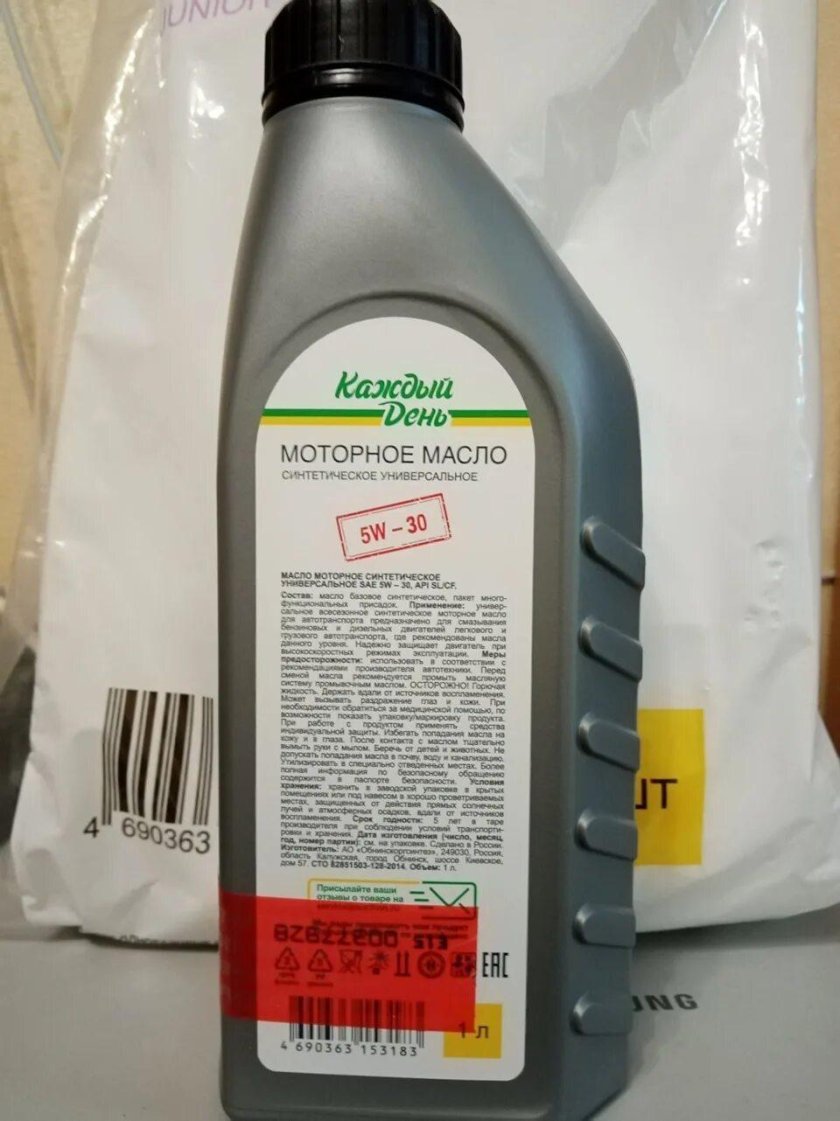 JUNIOR
Каждый
День
МОТОРНОЕ МАСЛО
СИНТЕТИЧЕСКОЕ УНИВЕРСАЛЬНОЕ
5W – 30
МАСЛО МОТОРНОЕ СИНТЕТИЧЕСКОЕ
УНИВЕРСАЛЬНОЕ SAE 5W – 30, API SL/CF.
Состав: масло базовое синтетическое, пакет много-
функциональных присадок. Применение: универ-
сальное всесезонное синтетическое моторное масло
для автотранспорта предназначено для смазывания
бензиновых и дизельных двигателей легкового и
грузового автотранспорта, где рекомендованы масла
данного уровня. Надежно защищает двигатель при
высокоскоростных режимах эксплуатации. Меры
предосторожности: использовать в соответствии с
рекомендациями производителя автотехники. Перед
сменой масла рекомендуется промыть масляную
систему промывочным маслом. ОСТОРОЖНО! Горючая
жидкость. Держать вдали от источников воспламенения.
Может вызывать раздражение глаз и кожи. При
необходимости обратиться за медицинской помощью, по
возможности показать упаковку/маркировку продукта.
При работе с продуктом применять средства
индивидуальной защиты. Избегать попадания масла на
кожу и в глаза. После контакта с маслом тщательно
вымыть руки с мылом. Беречь от детей и животных. Не
допускать попадания масла в почву, воду и канализацию.
Утилизировать в специально отведенных местах. Более
полная информация по безопасному обращению
содержится в паспорте безопасности. Условия
хранения: хранить в заводской упаковке в крытых
помещениях или под навесом в хорошо проветриваемых
местах, защищенных от действия прямых солнечных
лучей и атмосферных осадков, вдали от источников
воспламенения. Срок годности: 5 лет в таре
производителя при соблюдении условий транспорти-
ровки и хранения. Дата изготовления (число, месяц,
год, номер партии): см. на упаковке. Сделано в России.
Изготовитель: АО «Обнинскоргсинтез», 249030, Россия,
область Калужская, город Обнинск, шоссе Киевское,
дом 57. СТО 82851503-128-2014. Объем: 1 л.
Присылайте ваши
отзывы о товаре на
00377828
ЕАС
1 л
4 690363 153183
4 690363
ШТ
UNG